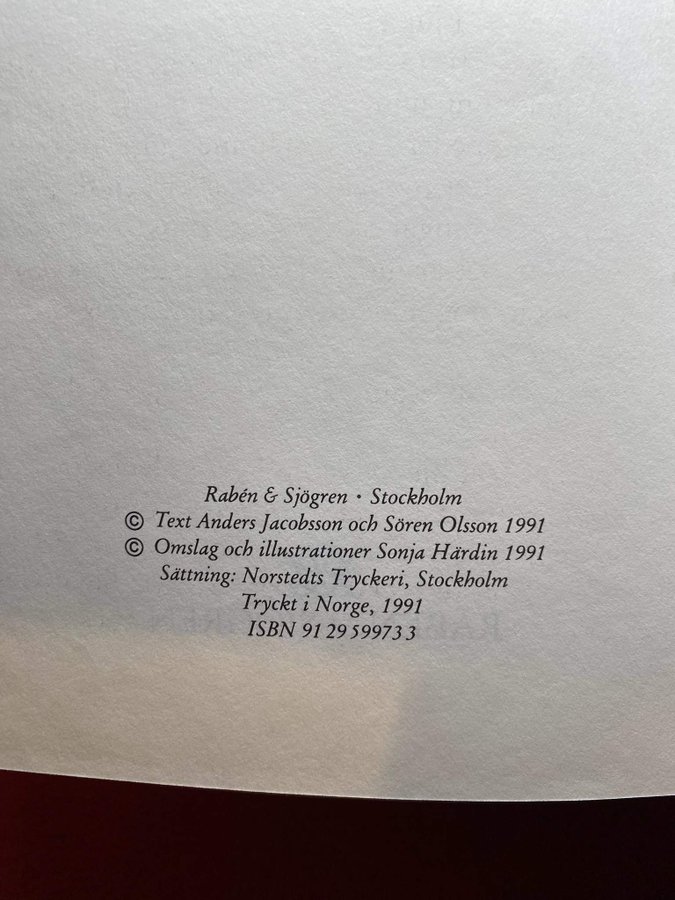 Rabén & Sjögren · Stockholm
© Text Anders Jacobsson och Sören Olsson 1991
© Omslag och illustrationer Sonja Härdin 1991
Sättning: Norstedts Tryckeri, Stockholm
Tryckt i Norge, 1991
ISBN 91 29 59973 3